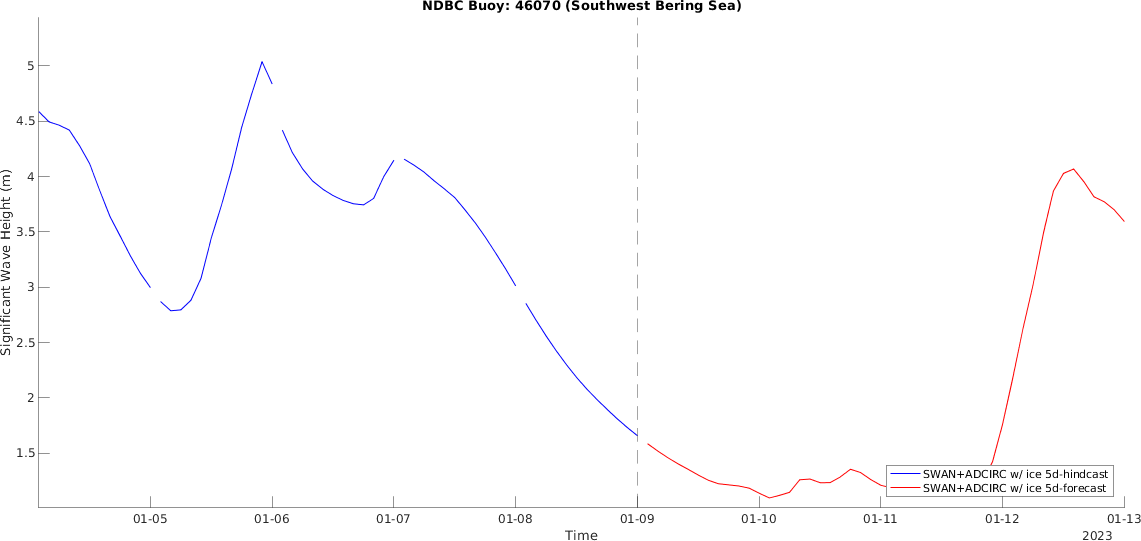 NDBC Buoy: 46070 (Southwest Bering Sea)
Significant Wave Height (m)
5
4.5
4
3.5
3
2.5
2
1.5
SWAN+ADCIRC w/ ice 5d-hindcast
SWAN+ADCIRC w/ ice 5d-forecast
01-05 01-06 01-07 01-08 01-09 01-10 01-11 01-12 01-13
Time
2023